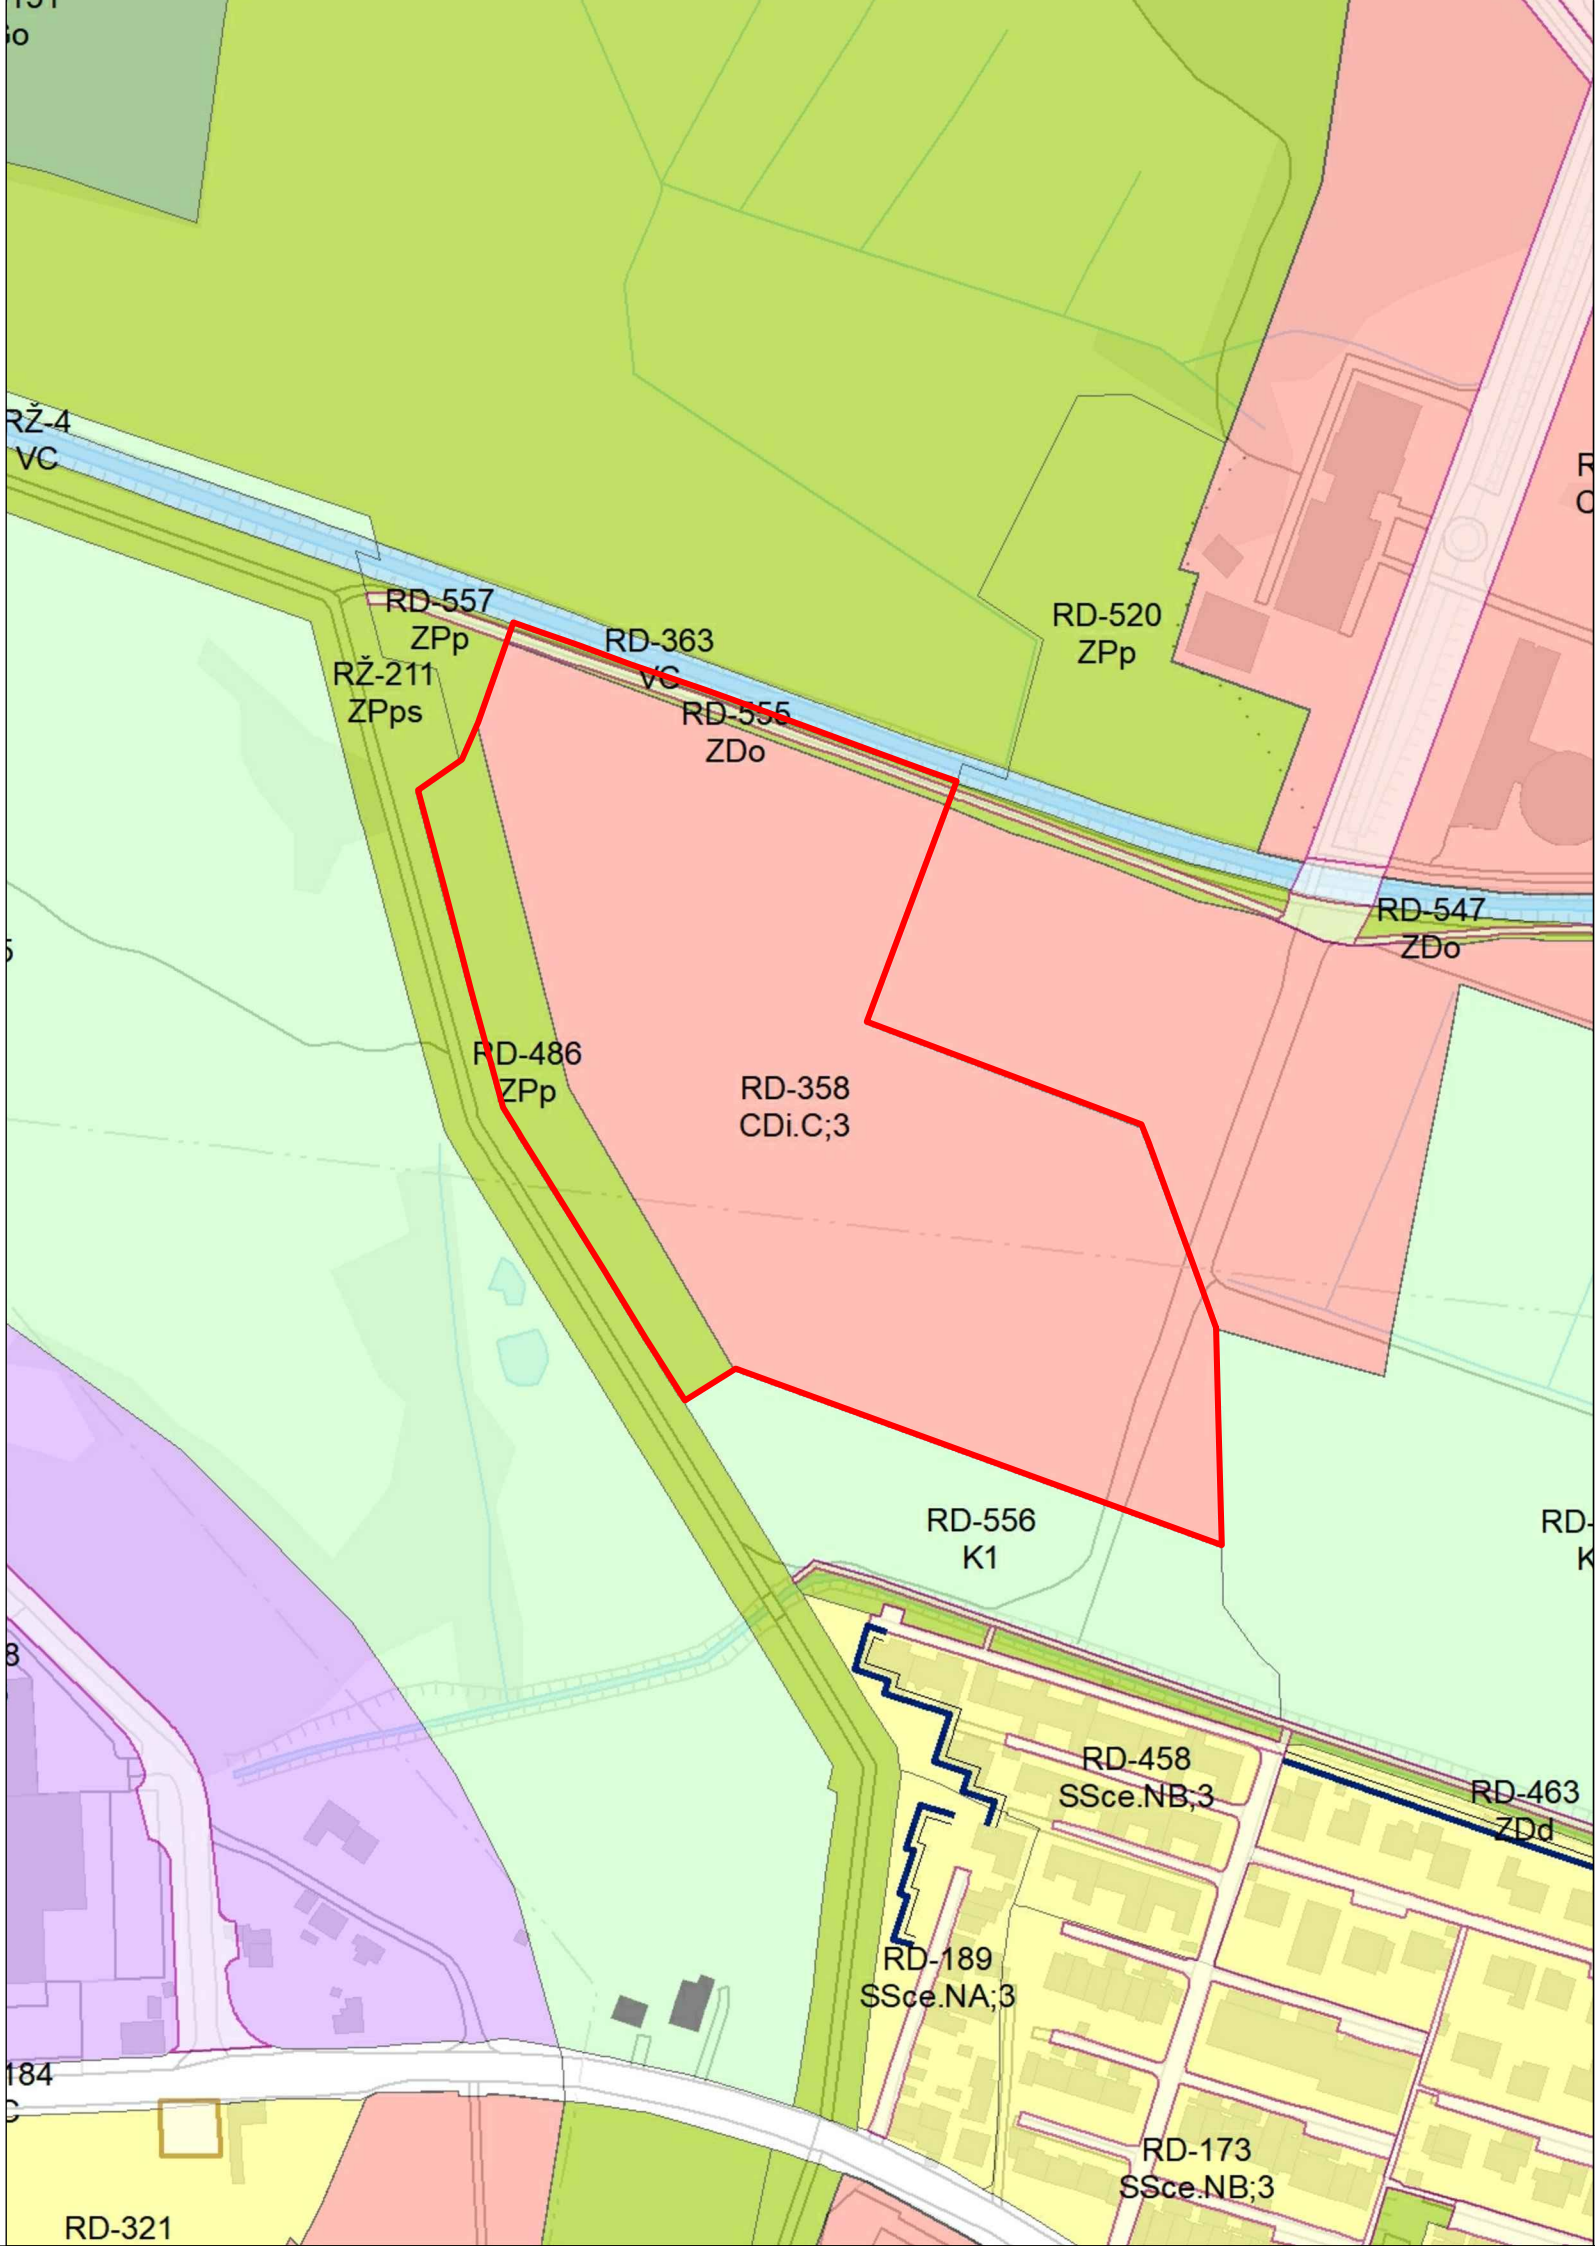 RŽ-4
VC
RD-557
ZPp
RŽ-211
ZPps
RD-363
VC
RD-555
ZDo
RD-520
ZPp
RD-547
ZDo
RD-486
ZPp
RD-358
CDi.C;3
RD-556
K1
RD-
K
RD-458
SSce.NB;3
RD-463
ZDd
RD-189
SSce.NA;3
184
RD-173
SSce.NB;3
RD-321